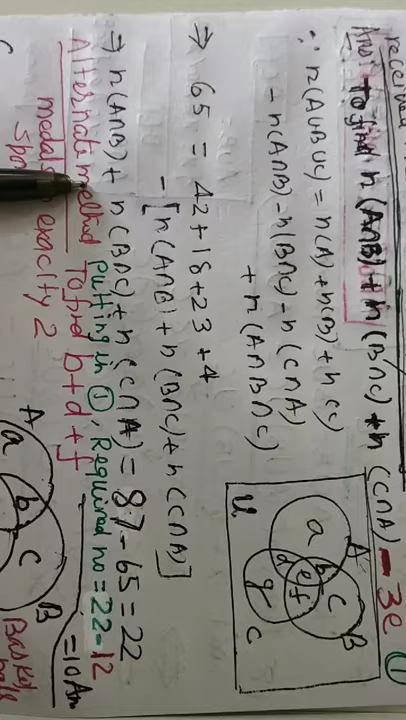 received
Ans: To find n(A∩B) + n(B∩C) + n(C∩A) - 3e ①
∵ n(A∪B∪C) = n(A) + n(B) + n(C)
- n(A∩B) - n(B∩C) - n(C∩A)
+ n(A∩B∩C)
⇒ 65 = 42+18+23+4
- [n(A∩B) + n(B∩C) + n(C∩A)]
⇒ n(A∩B) + n(B∩C) + n(C∩A) = 87-65 = 22
Putting in ①, Required no = 22-12
= 10 Ans
Alternate method To find b+d+f
medals exactly 2
U
A
B
C
a
b
c
d
e
f
g
A
B
a
b
c
Basket
ball
C